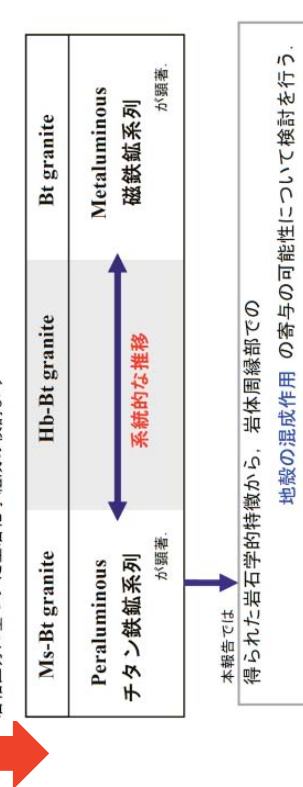 Ms-Bt granite
Hb-Bt granite
Bt granite
Peraluminous
チタン鉄鉱系列
が顕著.
系統的な推移
Metaluminous
磁鉄鉱系列
が顕著.
本報告では
得られた岩石学的特徴から, 岩体周縁部での
地殻の混成作用 の寄与の可能性について検討を行う.